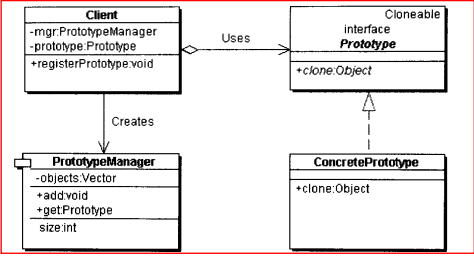 Client
-mgr:PrototypeManager
-prototype:Prototype
+registerPrototype:void
Uses
Cloneable
interface
Prototype
+clone:Object
Creates
PrototypeManager
-objects:Vector
+add:void
+get:Prototype
size:int
ConcretePrototype
+clone:Object